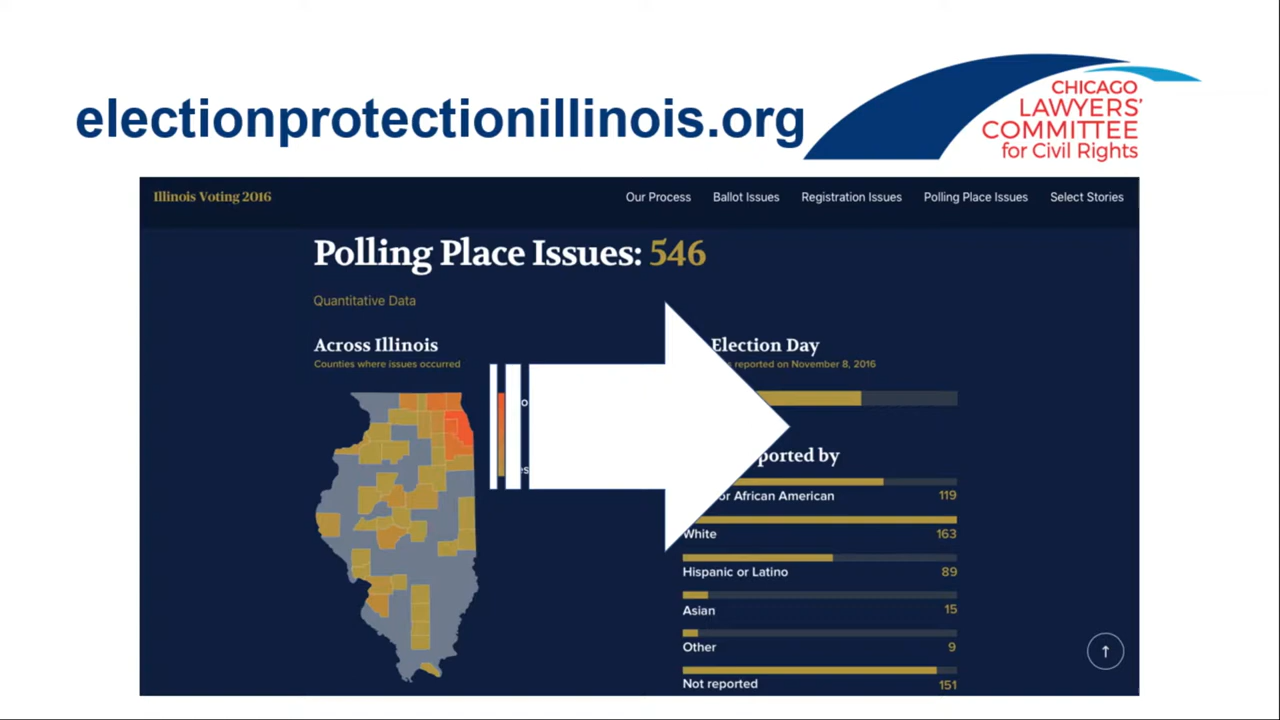 electionprotectionillinois.org
CHICAGO
LAWYERS'
COMMITTEE
for Civil Rights
Illinois Voting 2016
Our Process
Ballot Issues
Registration Issues
Polling Place Issues
Select Stories
Polling Place Issues: 546
Quantitative Data
Across Illinois
Counties where issues occurred
Election Day
reported on November 8, 2016
by
or African American 119
White 163
Hispanic or Latino 89
Asian 15
Other 9
Not reported 151